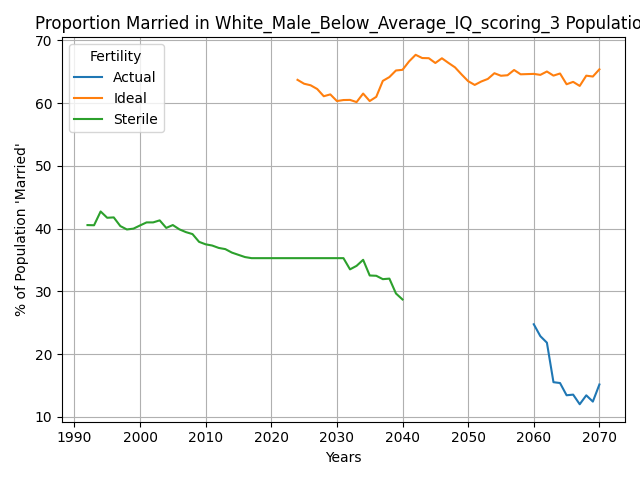 Proportion Married in White_Male_Below_Average_IQ_scoring_3 Populatio
Fertility
Actual
Ideal
Sterile
% of Population 'Married'
70
60
50
40
30
20
10
1990 2000 2010 2020 2030 2040 2050 2060 2070
Years